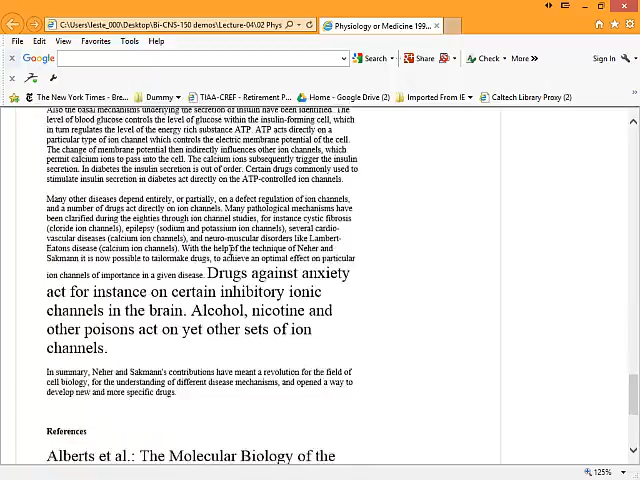 C:\Users\leste_000\Desktop\Bi-CNS-150 demos\Lecture-04\02 Phys
Physiology or Medicine 199...
File Edit View Favorites Tools Help
x Google Search Share Check More » Sign In
x
The New York Times - Bre... Dummy TIAA-CREF - Retirement P... Home - Google Drive (2) Imported From IE Caltech Library Proxy (2)
Also the basal mechanisms underlying the secretion of insulin have been identified. The
level of blood glucose controls the level of glucose within the insulin-forming cell, which
in turn regulates the level of the energy rich substance ATP. ATP acts directly on a
particular type of ion channel which controls the electric membrane potential of the cell.
The change of membrane potential then indirectly influences other ion channels, which
permit calcium ions to pass into the cell. The calcium ions subsequently trigger the insulin
secretion. In diabetes the insulin secretion is out of order. Certain drugs commonly used to
stimulate insulin secretion in diabetes act directly on the ATP-controlled ion channels.
Many other diseases depend entirely, or partially, on a defect regulation of ion channels,
and a number of drugs act directly on ion channels. Many pathological mechanisms have
been clarified during the eighties through ion channel studies, for instance cystic fibrosis
(cloride ion channels), epilepsy (sodium and potassium ion channels), several cardio-
vascular diseases (calcium ion channels), and neuro-muscular disorders like Lambert-
Eatons disease (calcium ion channels). With the help of the technique of Neher and
Sakmann it is now possible to tailormake drugs, to achieve an optimal effect on particular
ion channels of importance in a given disease. Drugs against anxiety
act for instance on certain inhibitory ionic
channels in the brain. Alcohol, nicotine and
other poisons act on yet other sets of ion
channels.
In summary, Neher and Sakmann's contributions have meant a revolution for the field of
cell biology, for the understanding of different disease mechanisms, and opened a way to
develop new and more specific drugs.
References
Alberts et al.: The Molecular Biology of the
125%